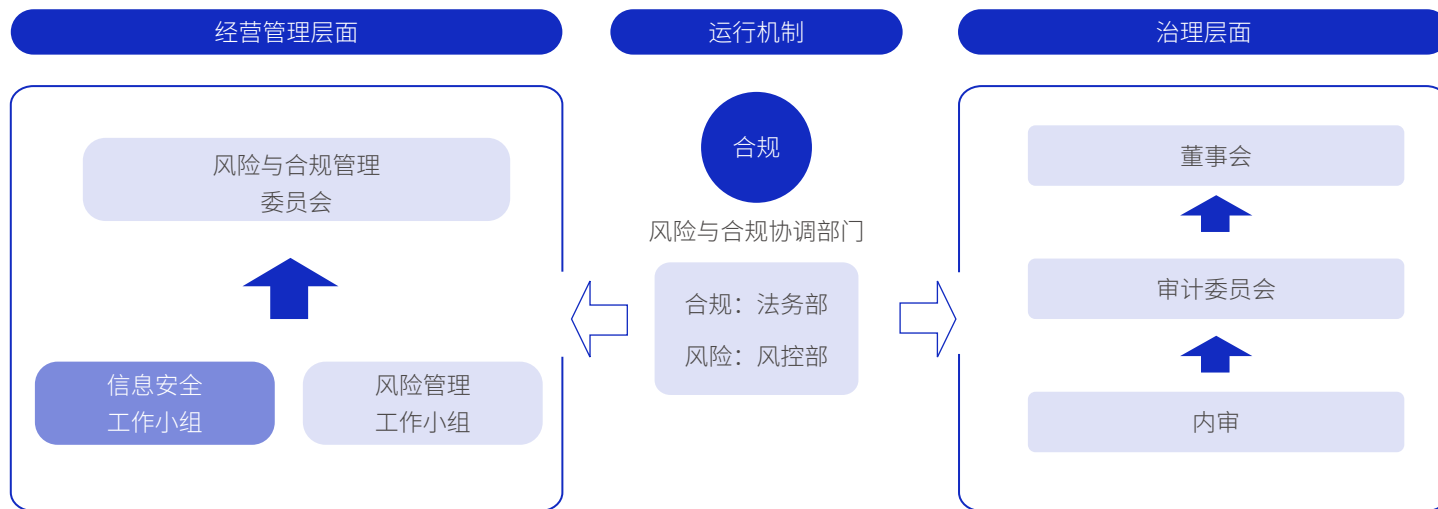 经营管理层面
运行机制
治理层面
风险与合规管理
委员会
信息安全
工作小组
风险管理
工作小组
合规
风险与合规协调部门
合规：法务部
风险：风控部
董事会
审计委员会
内审